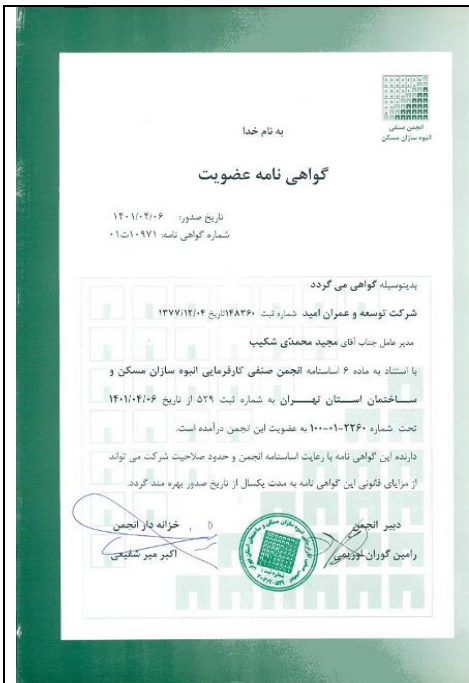 انجمن صنفی
انبوه سازان مسکن
به نام خدا
گواهی نامه عضویت
تاریخ صدور: ۱۴۰۱/۰۴/۰۶
شماره گواهی نامه: ۱۰۹۷۱ت۰۱
بدینوسیله گواهی می گردد
شرکت توسعه و عمران امید شماره ثبت ۱۴۸۳۶۰تاریخ ۱۳۷۷/۱۲/۰۴
مدیر عامل جناب آقای مجید محمدی شکیب
با استناد به ماده ۶ اساسنامه انجمن صنفی کارفرمایی انبوه سازان مسکن و
ساختمان استان تهران به شماره ثبت ۵۲۹ از تاریخ ۱۴۰۱/۰۴/۰۶
تحت شماره ۲۲۶۰-۰۱-۱۰۰ به عضویت این انجمن درآمده است.
دارنده این گواهی نامه با رعایت اساسنامه انجمن و حدود صلاحیت شرکت می تواند
از مزایای قانونی این گواهی نامه به مدت یکسال از تاریخ صدور بهره مند گردد.
دبیر انجمن
رامین گوران اوریمی
خزانه دار انجمن
اکبر میر شفیعی